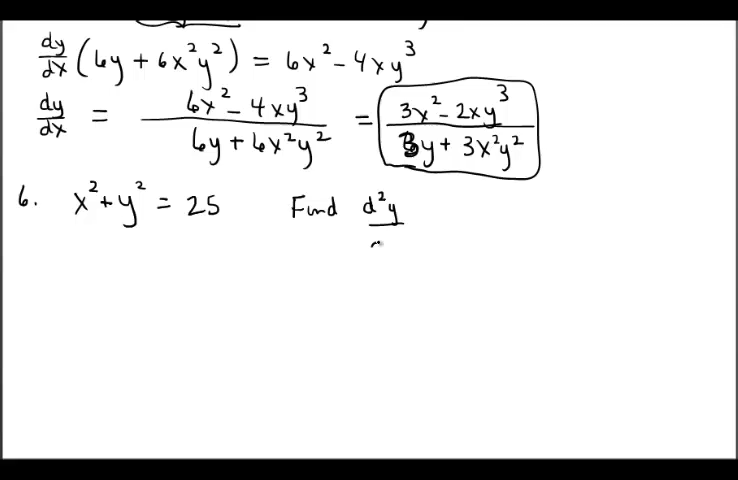 dy/dx (6y + 6x²y²) = 6x² - 4xy³
dy/dx = (6x² - 4xy³)/(6y + 6x²y²) = (3x² - 2xy³)/(3y + 3x²y²)
6. x² + y² = 25 Find d²y